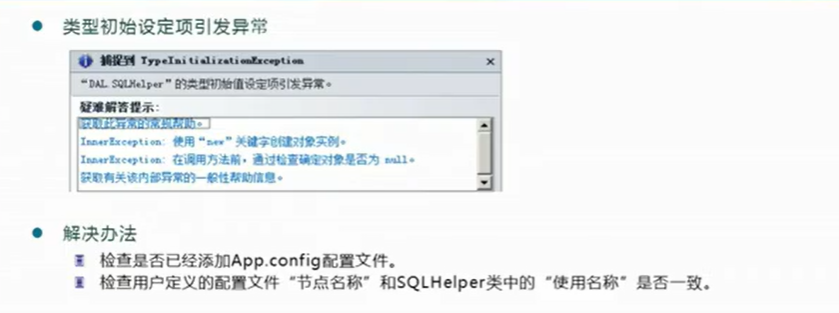 类型初始设定项引发异常
捕捉到 TypeInitializationException
“DAL.SQLHelper”的类型初始值设定项引发异常。
疑难解答提示:
获取此异常的常规帮助。
InnerException: 使用“new”关键字创建对象实例。
InnerException: 在调用方法前，通过检查确定对象是否为 null。
获取有关该内部异常的一般性帮助信息。
解决办法
检查是否已经添加App.config配置文件。
检查用户定义的配置文件“节点名称”和SQLHelper类中的“使用名称”是否一致。